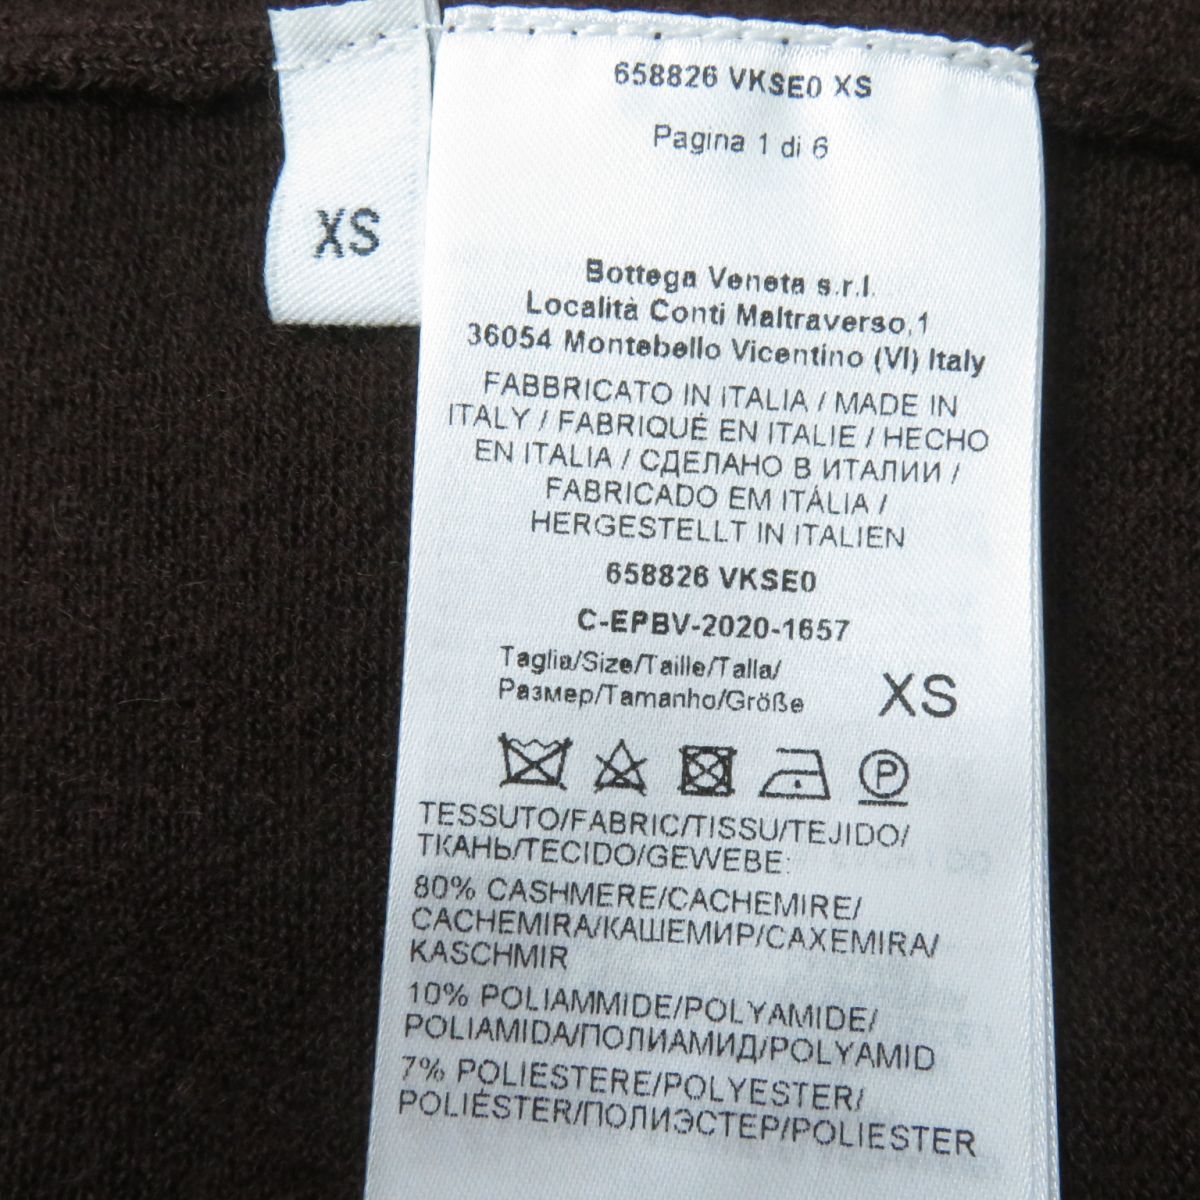 XS
658826 VKSE0 XS
Pagina 1 di 6
Bottega Veneta s.r.l.
Località Conti Maltraverso,1
36054 Montebello Vicentino (VI) Italy
FABBRICATO IN ITALIA / MADE IN
ITALY / FABRIQUÉ EN ITALIE / HECHO
EN ITALIA / СДЕЛАНО В ИТАЛИИ /
FABRICADO EM ITÁLIA /
HERGESTELLT IN ITALIEN
658826 VKSE0
C-EPBV-2020-1657
Taglia/Size/Taille/Talla/
Размер/Tamanho/Größe
XS
P
TESSUTO/FABRIC/TISSU/TEJIDO/
ТКАНЬ/TECIDO/GEWEBE:
80% CASHMERE/CACHEMIRE/
CACHEMIRA/КАШЕМИР/CAXEMIRA/
KASCHMIR
10% POLIAMMIDE/POLYAMIDE/
POLIAMIDA/ПОЛИАМИД/POLYAMID
7% POLIESTERE/POLYESTER/
POLIÉSTER/ПОЛИЭСТЕР/POLIESTER